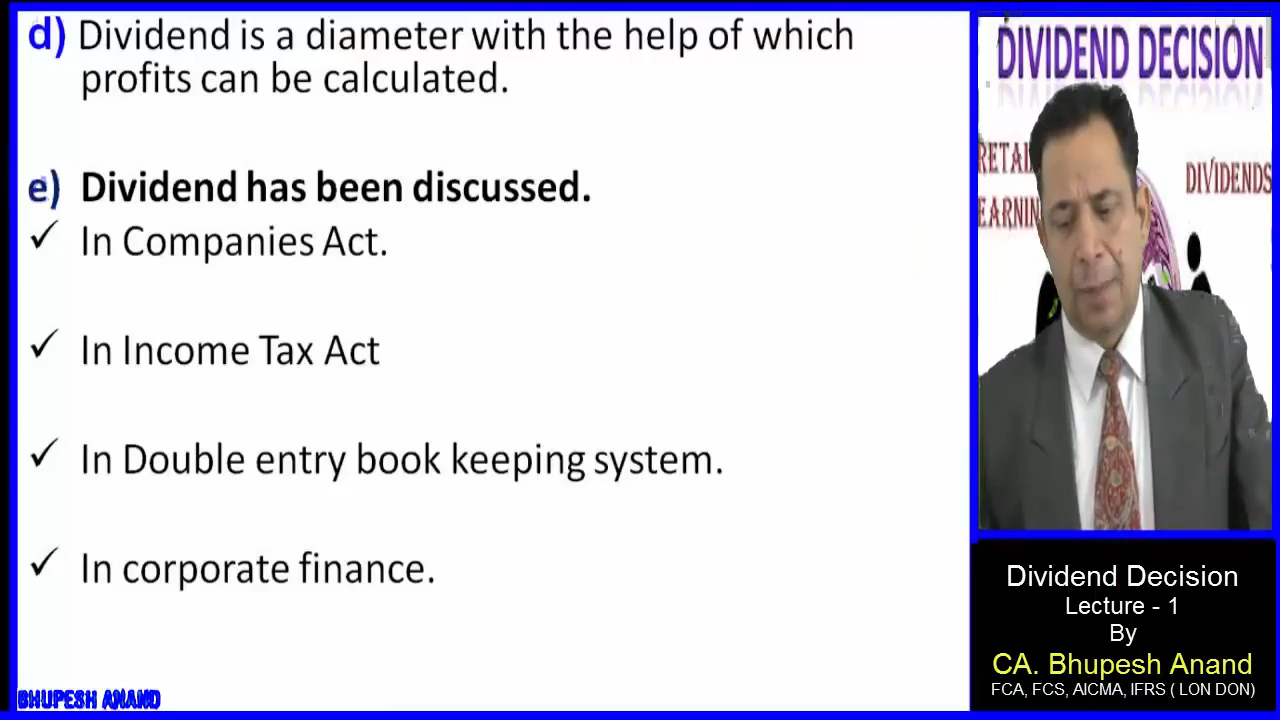 d) Dividend is a diameter with the help of which
profits can be calculated.
e) Dividend has been discussed.
✓ In Companies Act.
✓ In Income Tax Act
✓ In Double entry book keeping system.
✓ In corporate finance.
BHUPESH ANAND
DIVIDEND DECISION
RETAI
EARNIN
DIVIDENDS
Dividend Decision
Lecture - 1
By
CA. Bhupesh Anand
FCA, FCS, AICMA, IFRS ( LON DON)